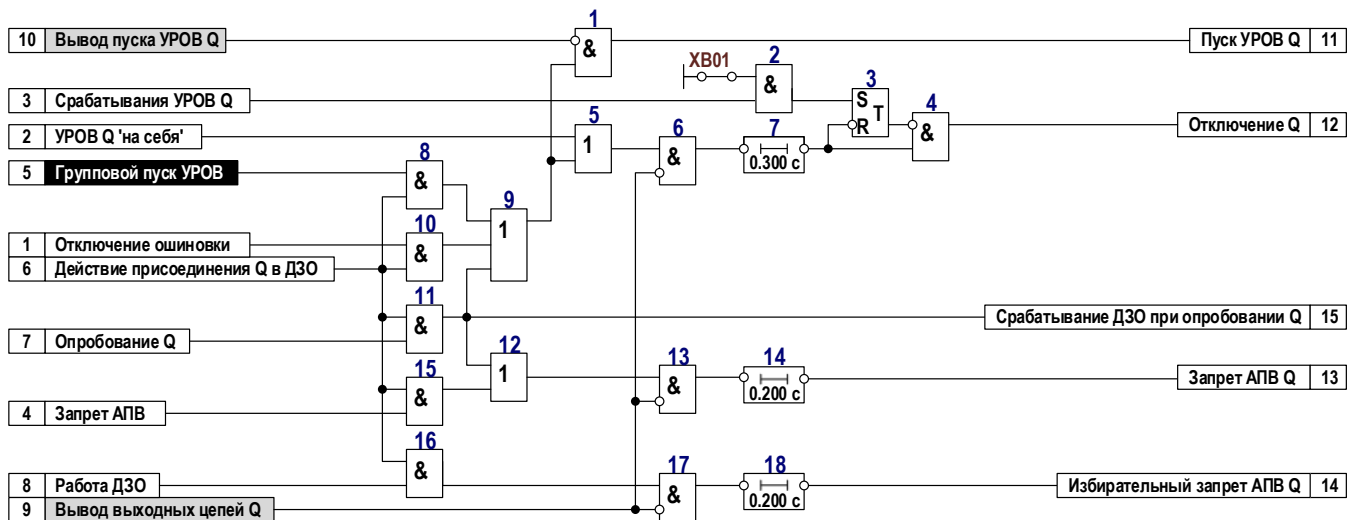 1
10 Вывод пуска УРОВ Q & Пуск УРОВ Q 11
XB01 2
3
3 Срабатывания УРОВ Q & S T 4
R
2 УРОВ Q 'на себя' 5 6 7 & Отключение Q 12
1 & 0.300 с
5 Групповой пуск УРОВ 8
& 9
1
10
1 Отключение ошиновки &
6 Действие присоединения Q в ДЗО
11
& Срабатывание ДЗО при опробовании Q 15
7 Опробование Q 12 13 14
15 1 & 0.200 с Запрет АПВ Q 13
4 Запрет АПВ &
16
& 17 18
8 Работа ДЗО & 0.200 с Избирательный запрет АПВ Q 14
9 Вывод выходных цепей Q